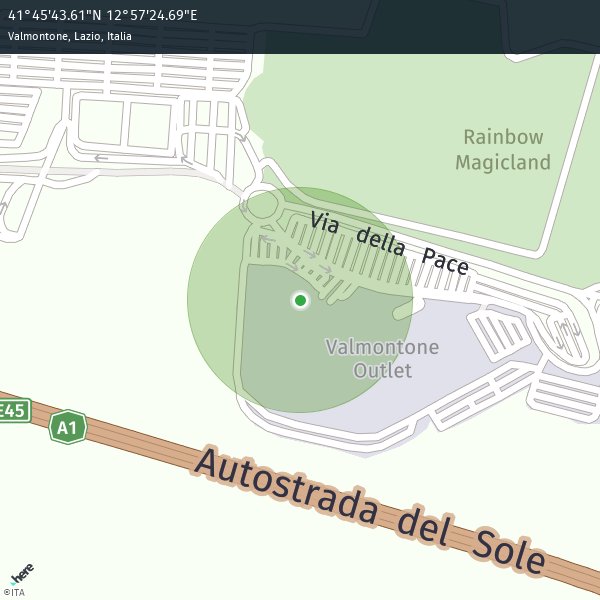 41°45'43.61"N 12°57'24.69"E
Valmontone, Lazio, Italia
Rainbow
Magicland
Via della Pace
Valmontone
Outlet
E45
A1
Autostrada del Sole
here
©ITA